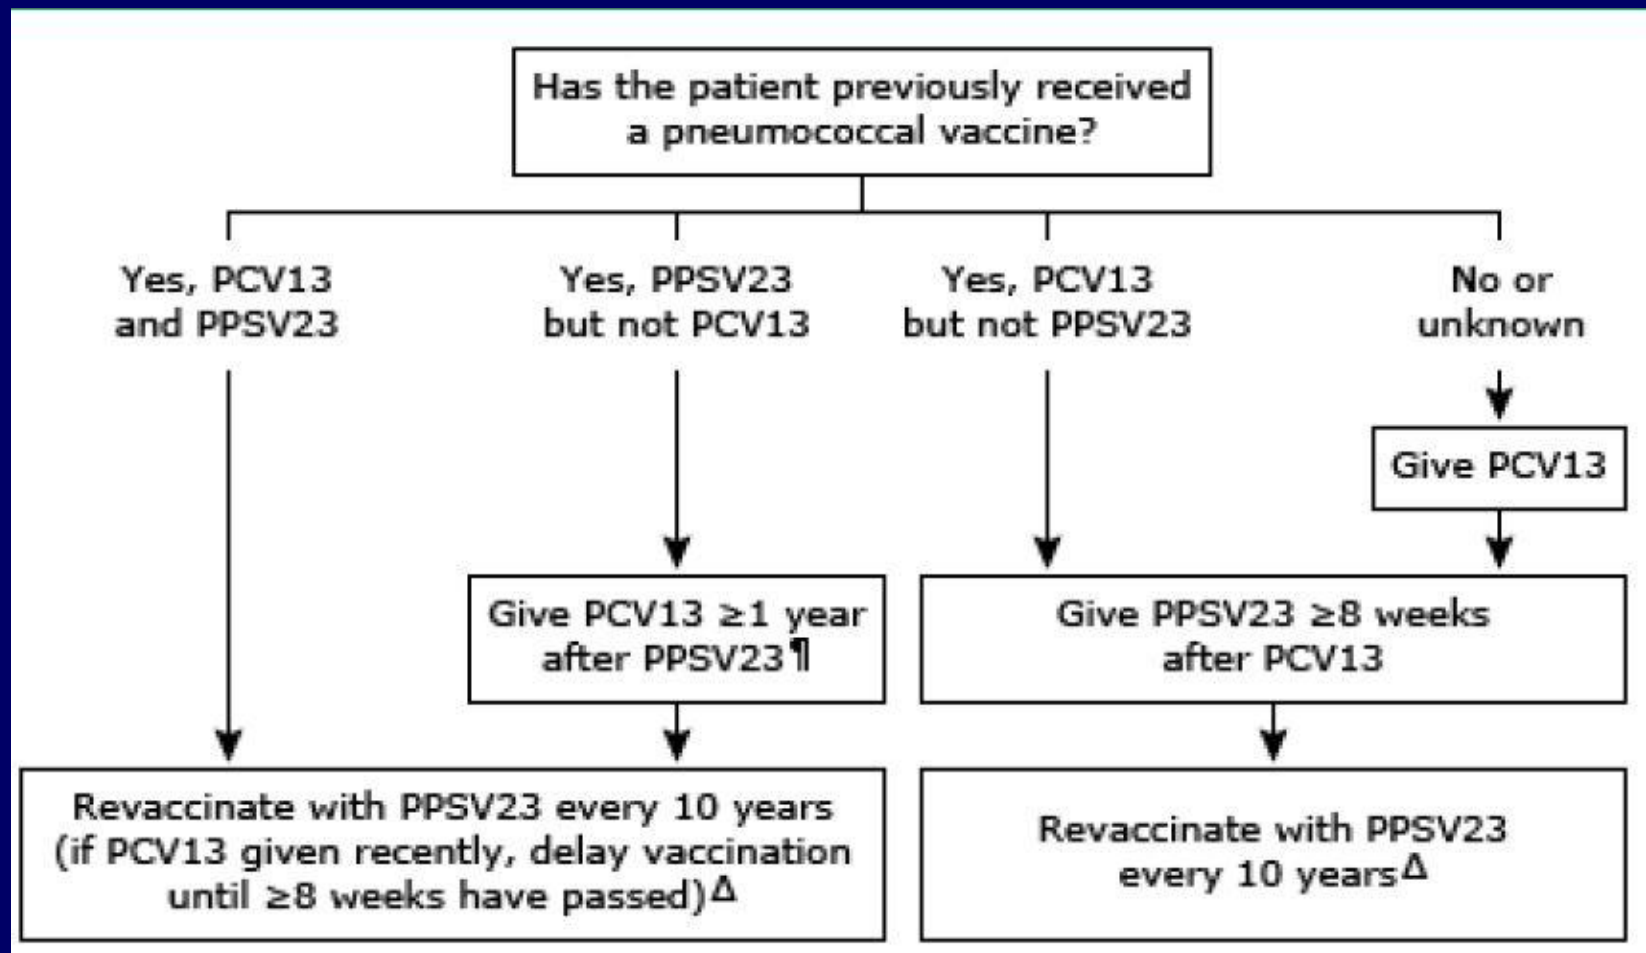 Has the patient previously received
a pneumococcal vaccine?
Yes, PCV13
and PPSV23
Yes, PPSV23
but not PCV13
Yes, PCV13
but not PPSV23
No or
unknown
Give PCV13
Give PCV13 ≥1 year
after PPSV23¶
Give PPSV23 ≥8 weeks
after PCV13
Revaccinate with PPSV23 every 10 years
(if PCV13 given recently, delay vaccination
until ≥8 weeks have passed)Δ
Revaccinate with PPSV23
every 10 yearsΔ